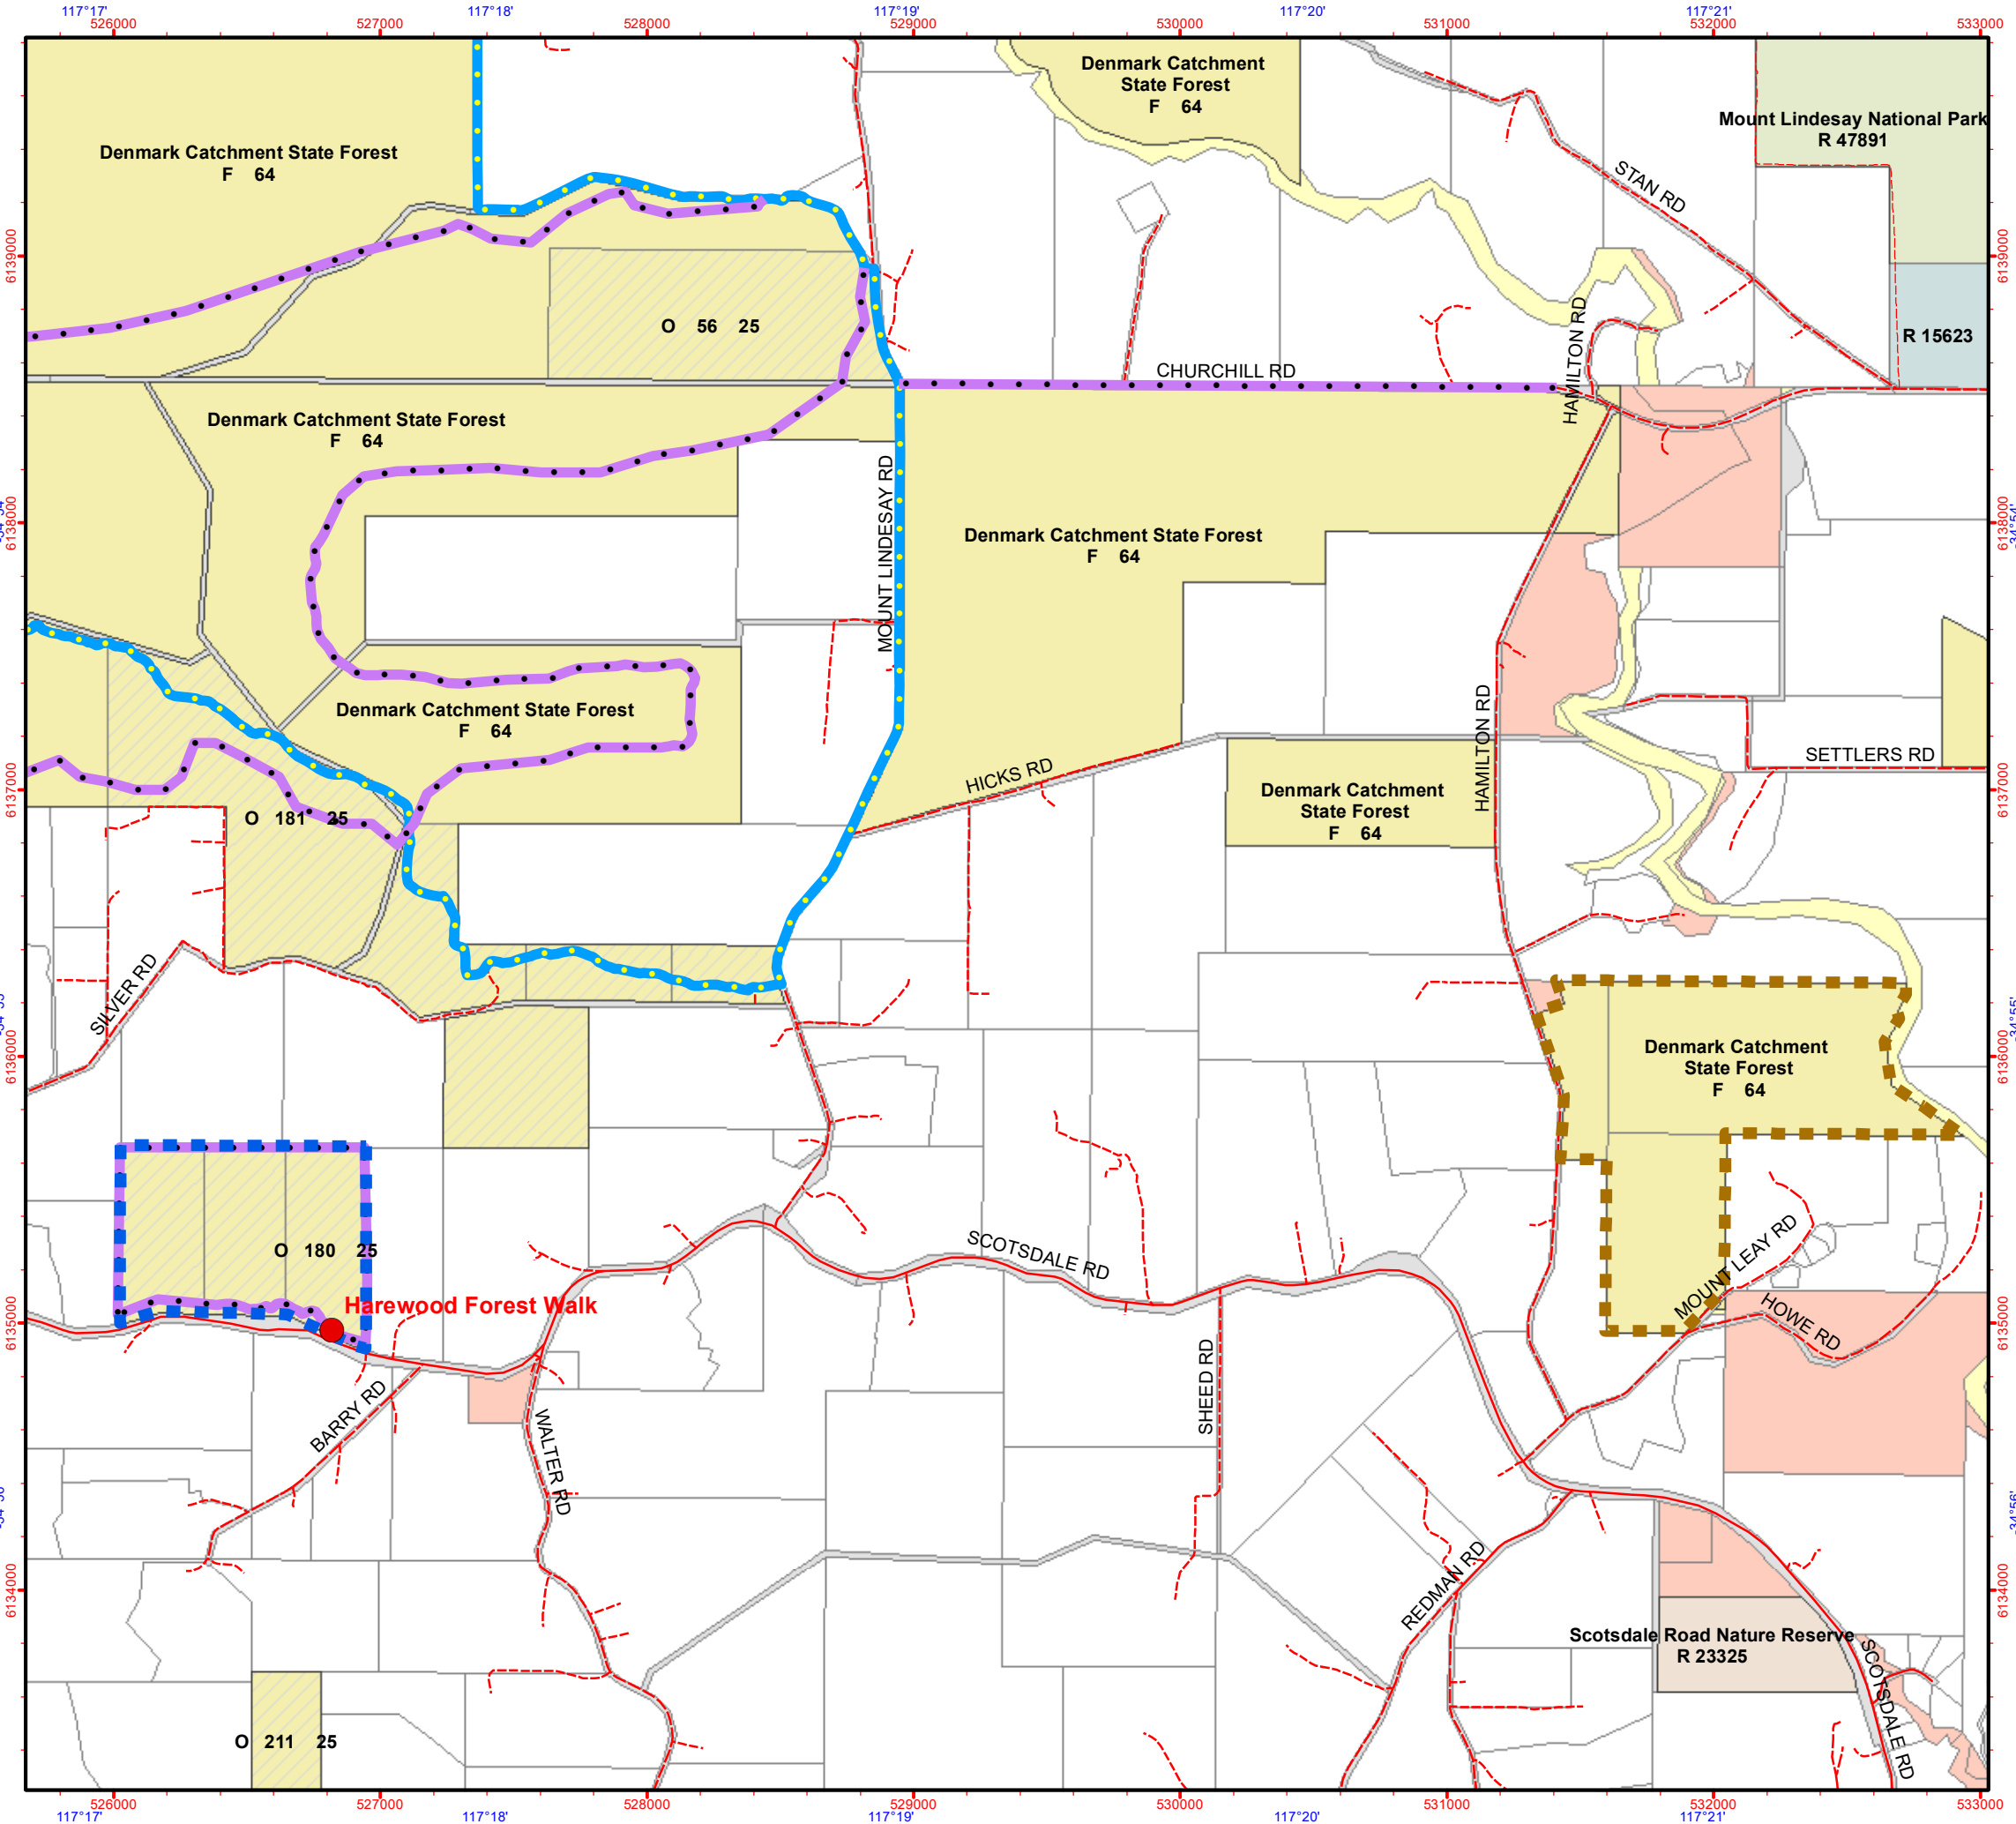 117°17' 117°18' 117°19' 117°20' 117°21'
526000 527000 528000 529000 530000 531000 532000 533000
Denmark Catchment
State Forest
F 64
Mount Lindesay National Park
R 47891
Denmark Catchment State Forest
F 64
STAN RD
6139000
6139000
O 56 25
HAMILTON RD
R 15623
CHURCHILL RD
Denmark Catchment State Forest
F 64
MOUNT LINDESAY RD
6138000
Denmark Catchment State Forest
F 64
6138000
-34°54'
Denmark Catchment State Forest
F 64
HAMILTON RD
SETTLERS RD
HICKS RD
6137000
6137000
Denmark Catchment
State Forest
F 64
O 181 25
SILVER RD
6136000
Denmark Catchment
State Forest
F 64
6136000
-34°55'
O 180 25
SCOTSDALE RD
MOUNT LEAY RD
Harewood Forest Walk
HOWE RD
6135000
6135000
BARRY RD
WALTER RD
SHEED RD
-34°56'
REDMAN RD
6134000
6134000
Scotsdale Road Nature Reserve
R 23325
SCOTSDALE RD
O 211 25
526000 527000 528000 529000 530000 531000 532000 533000
117°17' 117°18' 117°19' 117°20' 117°21'